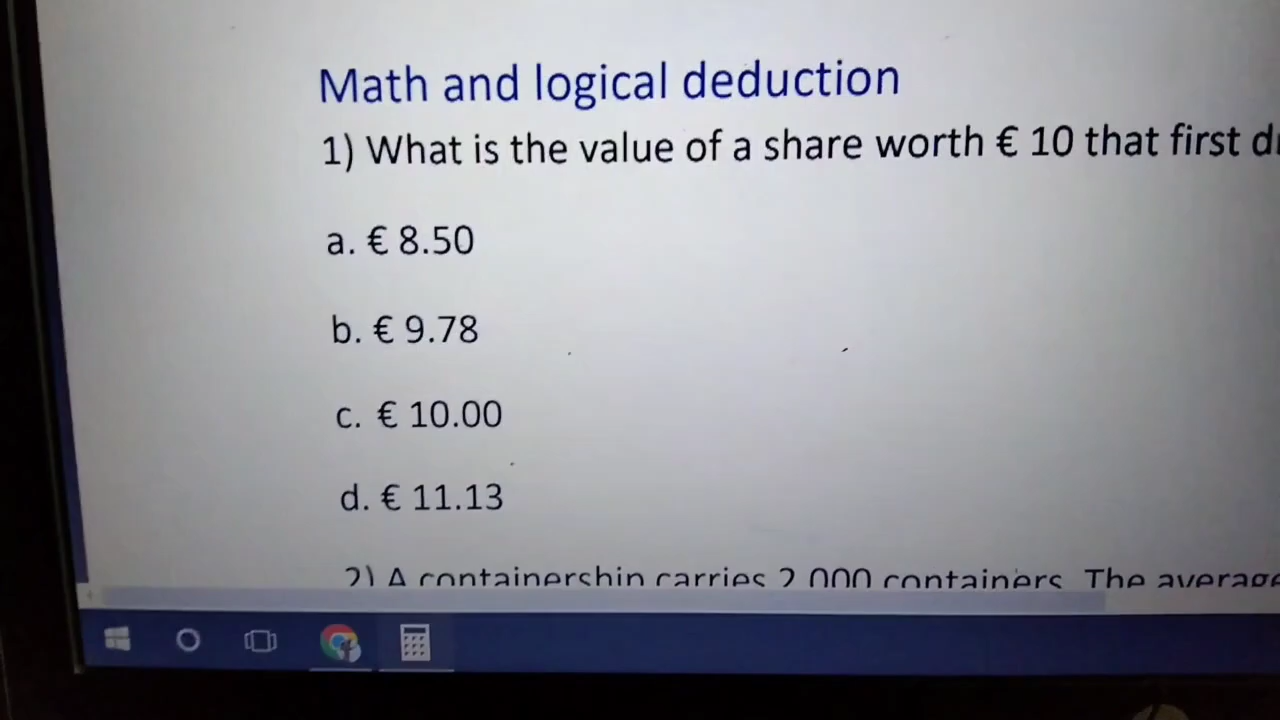 Math and logical deduction
1) What is the value of a share worth € 10 that first
a. € 8.50
b. € 9.78
c. € 10.00
d. € 11.13
2) A containership carries 2 000 containers. The average